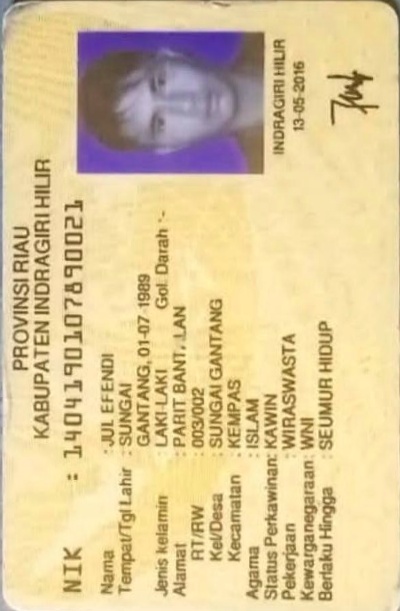 PROVINSI RIAU
KABUPATEN INDRAGIRI HILIR
NIK : 1404190107890021
Nama : JUL EFENDI
Tempat/Tgl Lahir : SUNGAI
GANTANG, 01-07-1989
Jenis kelamin : LAKI-LAKI Gol. Darah :-
Alamat : PARIT
RT/RW : 003/002
Kel/Desa : SUNGAI GANTANG
Kecamatan : KEMPAS
Agama : ISLAM
Status Perkawinan: KAWIN
Pekerjaan : WIRASWASTA
Kewarganegaraan: WNI
Berlaku Hingga : SEUMUR HIDUP
INDRAGIRI HILIR
13-05-2016